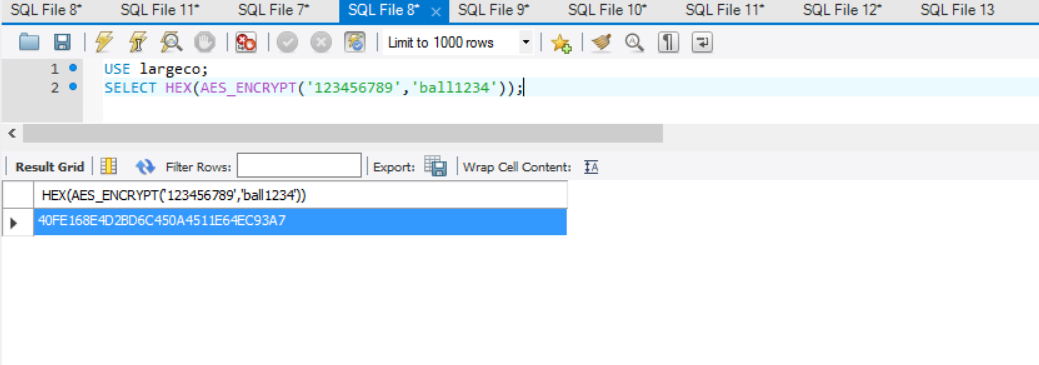 SQL File 8* SQL File 11* SQL File 7* SQL File 8* × SQL File 9* SQL File 10* SQL File 11* SQL File 12* SQL File 13
Limit to 1000 rows
1 USE largeco;
2 SELECT HEX(AES_ENCRYPT('123456789','ball1234'));
Result Grid Filter Rows: Export: Wrap Cell Content: IA
HEX(AES_ENCRYPT('123456789','ball1234'))
40FE168E4D2BD6C450A4511E64EC93A7